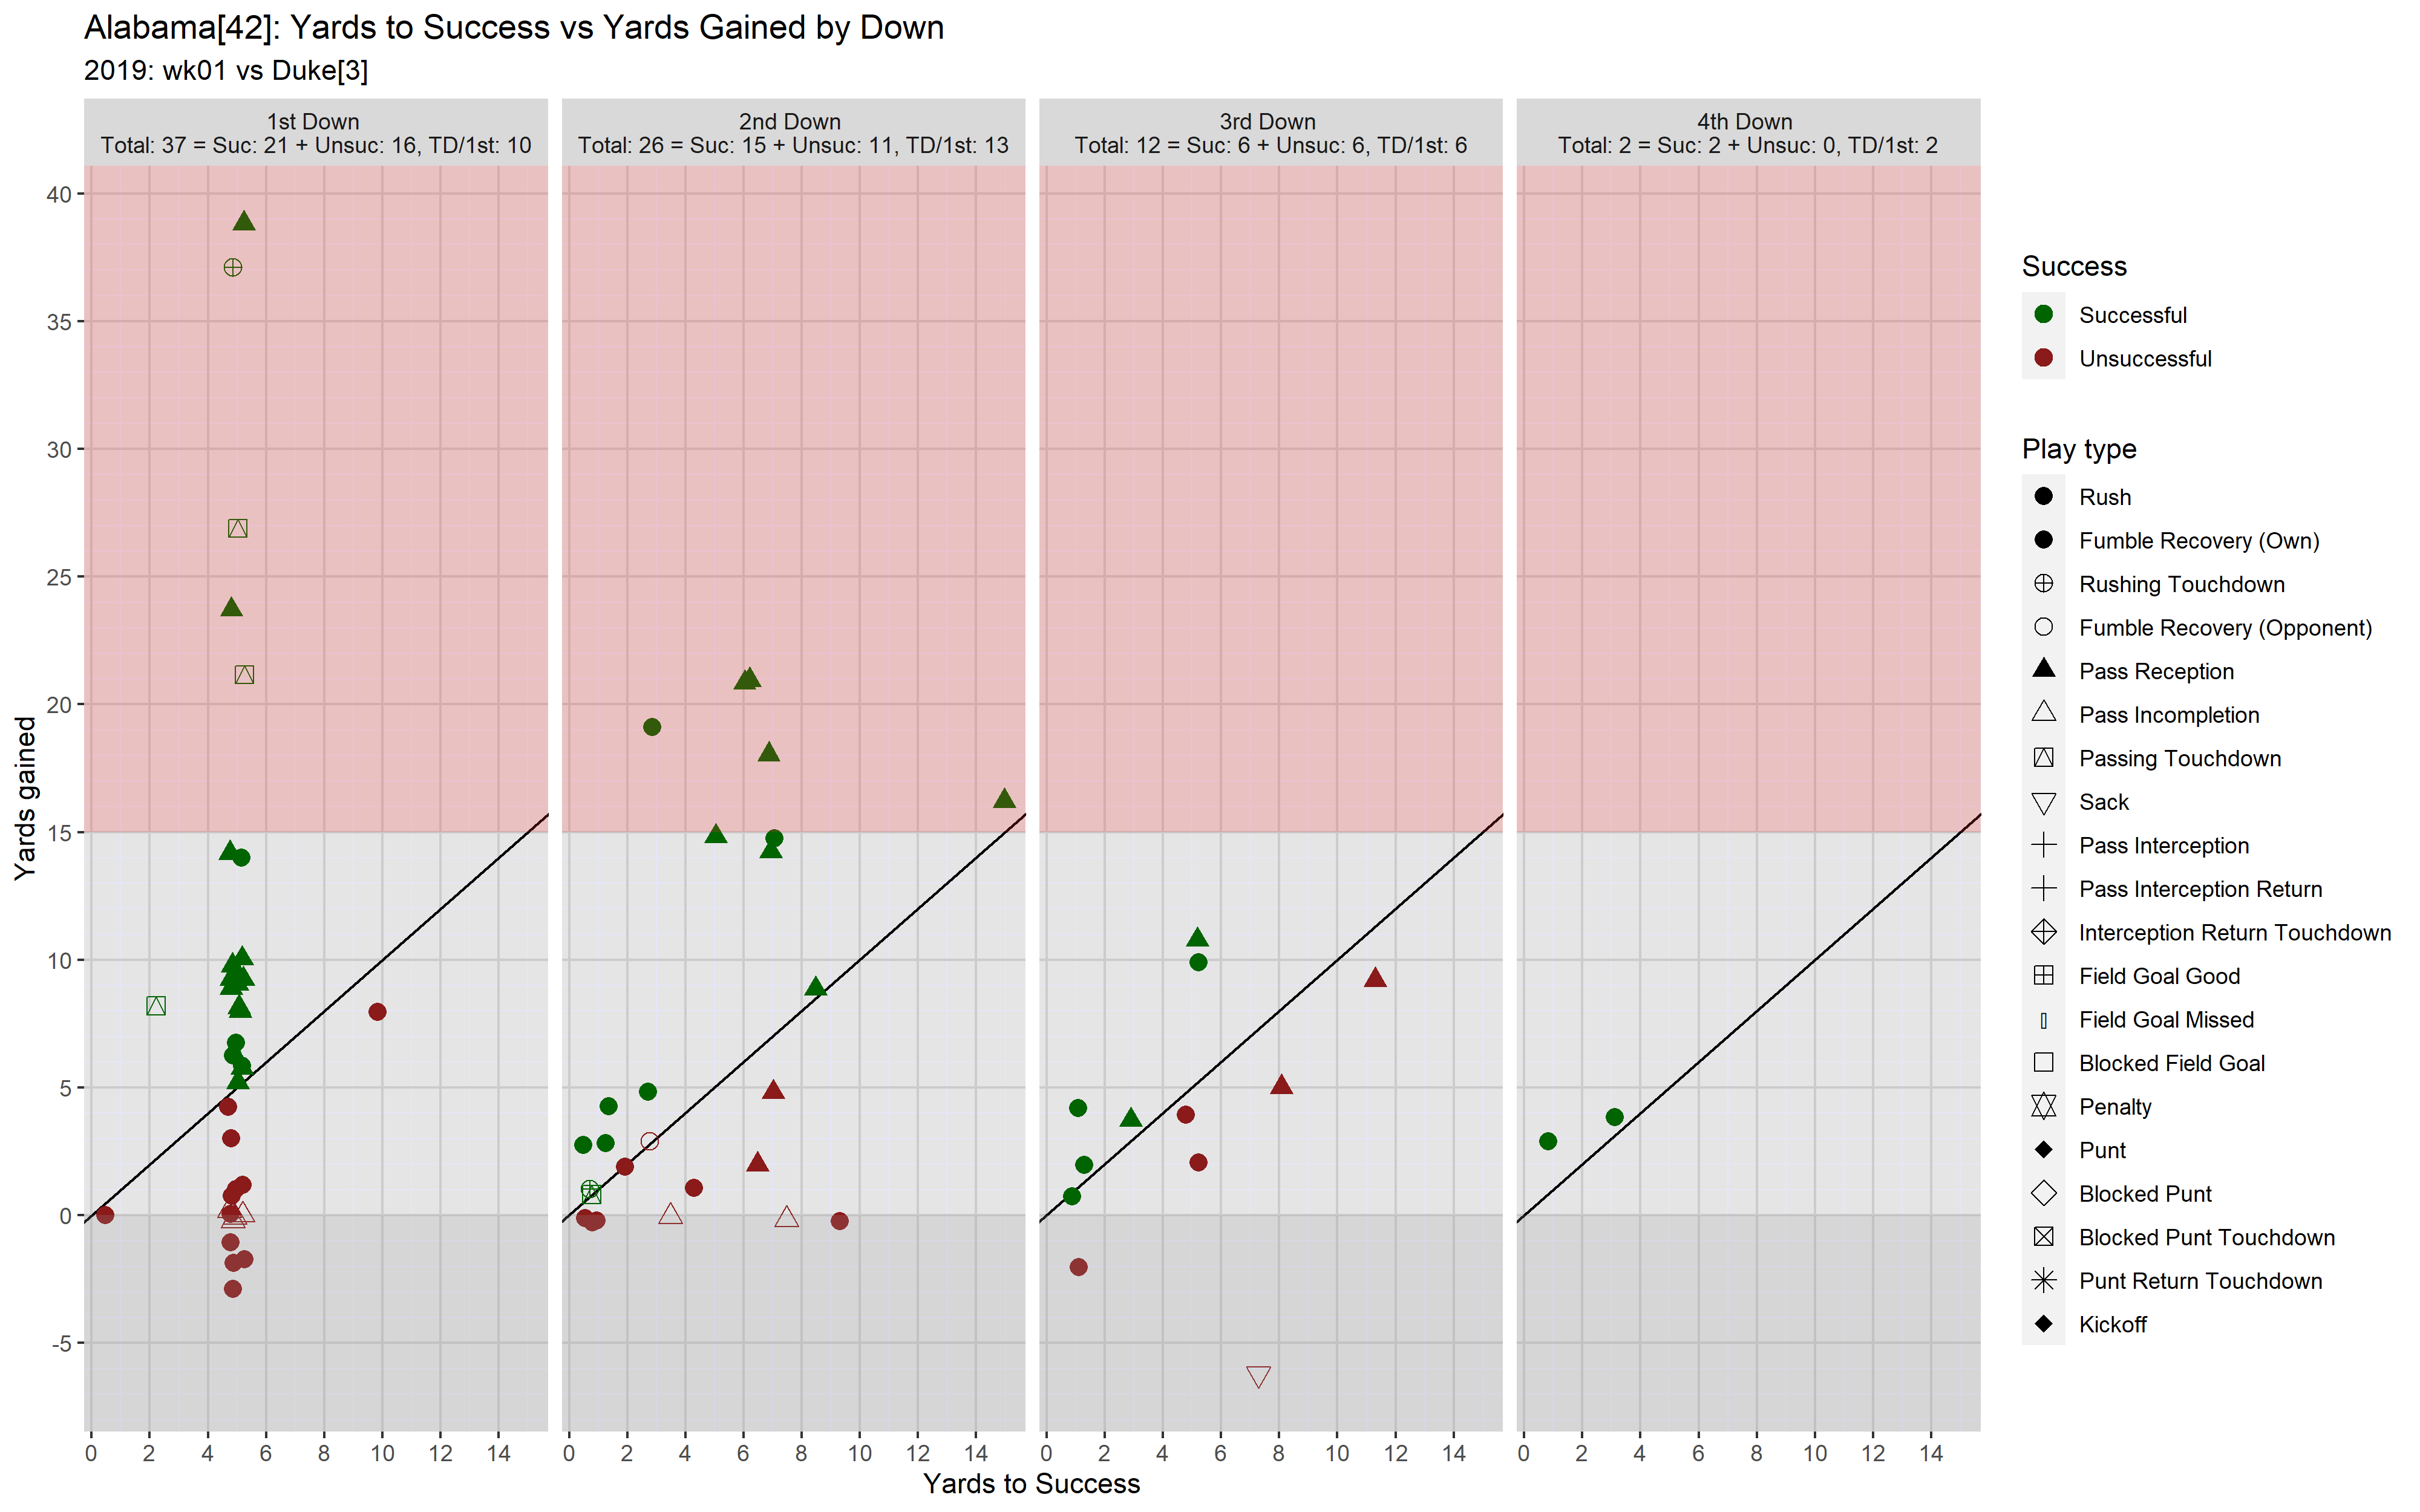 Alabama[42]: Yards to Success vs Yards Gained by Down
2019: wk01 vs Duke[3]
1st Down
Total: 37 = Suc: 21 + Unsuc: 16, TD/1st: 10
2nd Down
Total: 26 = Suc: 15 + Unsuc: 11, TD/1st: 13
3rd Down
Total: 12 = Suc: 6 + Unsuc: 6, TD/1st: 6
4th Down
Total: 2 = Suc: 2 + Unsuc: 0, TD/1st: 2
Yards gained
40
35
30
25
20
15
10
5
0
-5
0 2 4 6 8 10 12 14
0 2 4 6 8 10 12 14
0 2 4 6 8 10 12 14
0 2 4 6 8 10 12 14
Yards to Success
Success
Successful
Unsuccessful
Play type
Rush
Fumble Recovery (Own)
Rushing Touchdown
Fumble Recovery (Opponent)
Pass Reception
Pass Incompletion
Passing Touchdown
Sack
Pass Interception
Pass Interception Return
Interception Return Touchdown
Field Goal Good
Field Goal Missed
Blocked Field Goal
Penalty
Punt
Blocked Punt
Blocked Punt Touchdown
Punt Return Touchdown
Kickoff